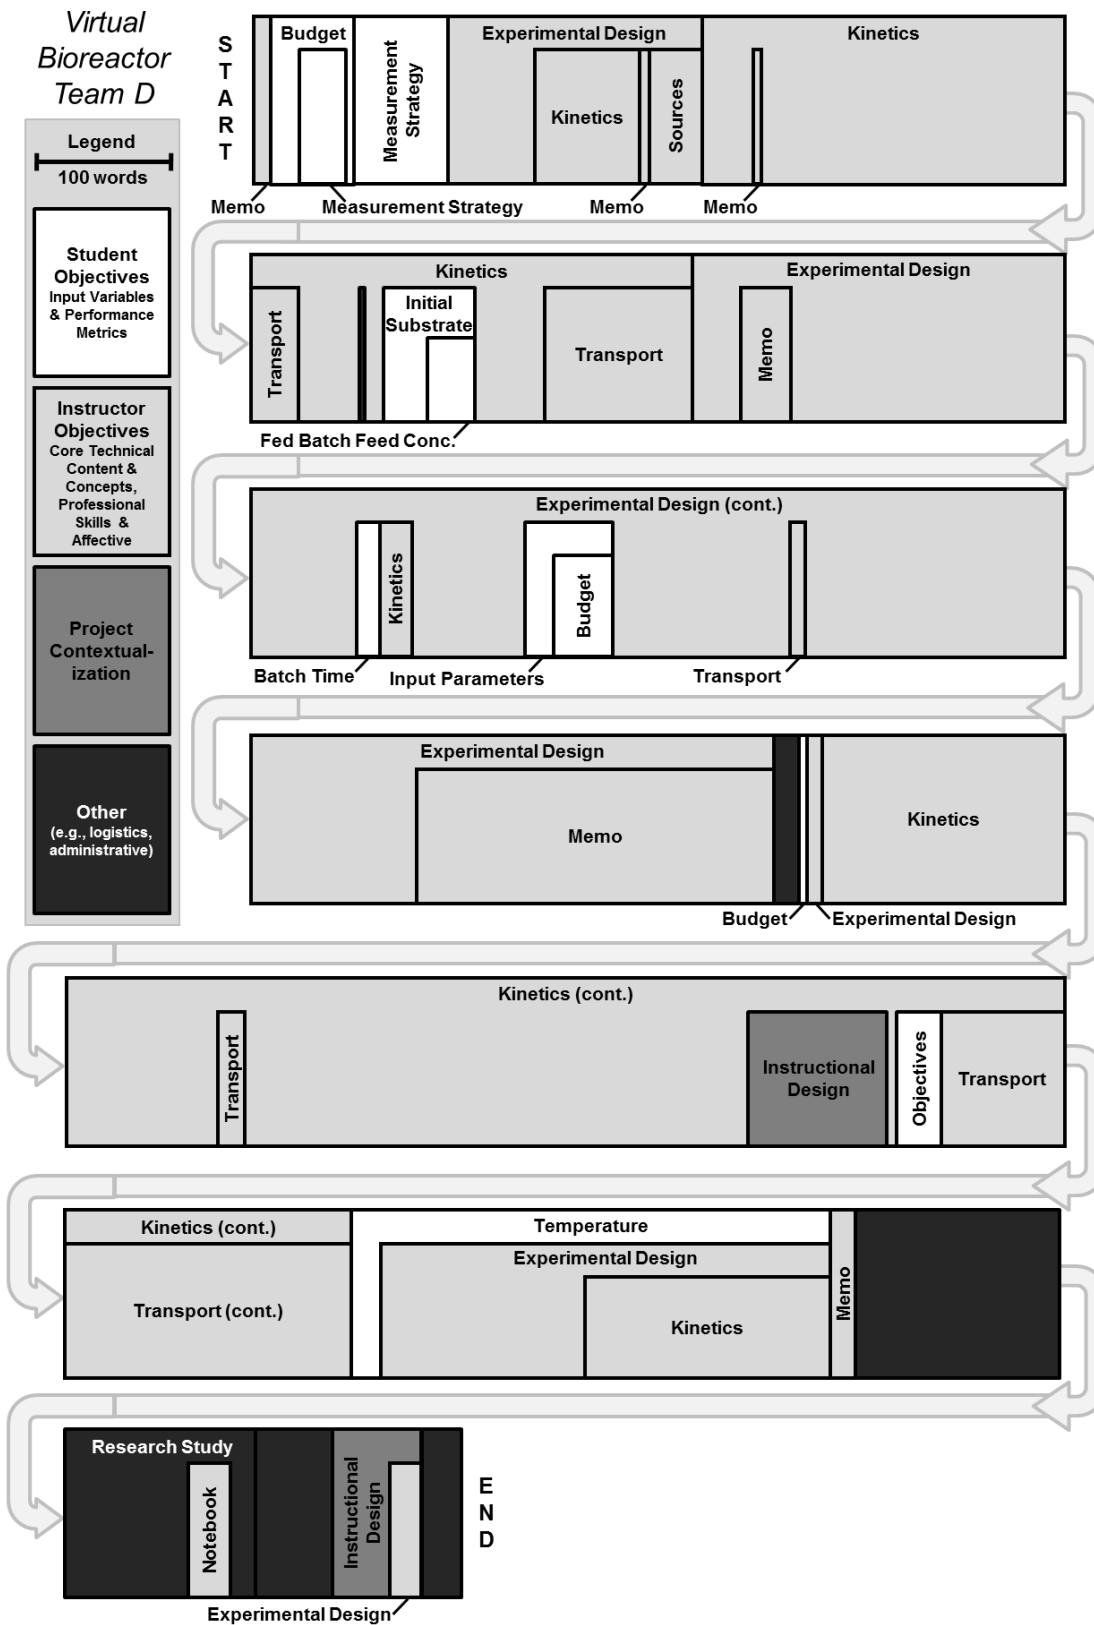 Virtual
Bioreactor
Team D
Legend
100 words
Student
Objectives
Input Variables
& Performance
Metrics
Instructor
Objectives
Core Technical
Content &
Concepts,
Professional
Skills &
Affective
Project
Contextual-
ization
Other
(e.g., logistics,
administrative)
S
T
A
R
T
Budget
Measurement
Strategy
Experimental Design
Kinetics
Sources
Kinetics
Memo
Measurement Strategy
Memo
Memo
Kinetics
Experimental Design
Transport
Initial
Substrate
Transport
Memo
Fed Batch Feed Conc.
Experimental Design (cont.)
Kinetics
Budget
Batch Time
Input Parameters
Transport
Experimental Design
Memo
Kinetics
Budget
Experimental Design
Kinetics (cont.)
Transport
Instructional
Design
Objectives
Transport
Kinetics (cont.)
Transport (cont.)
Temperature
Experimental Design
Kinetics
Memo
Research Study
Notebook
Instructional
Design
Experimental Design
E
N
D